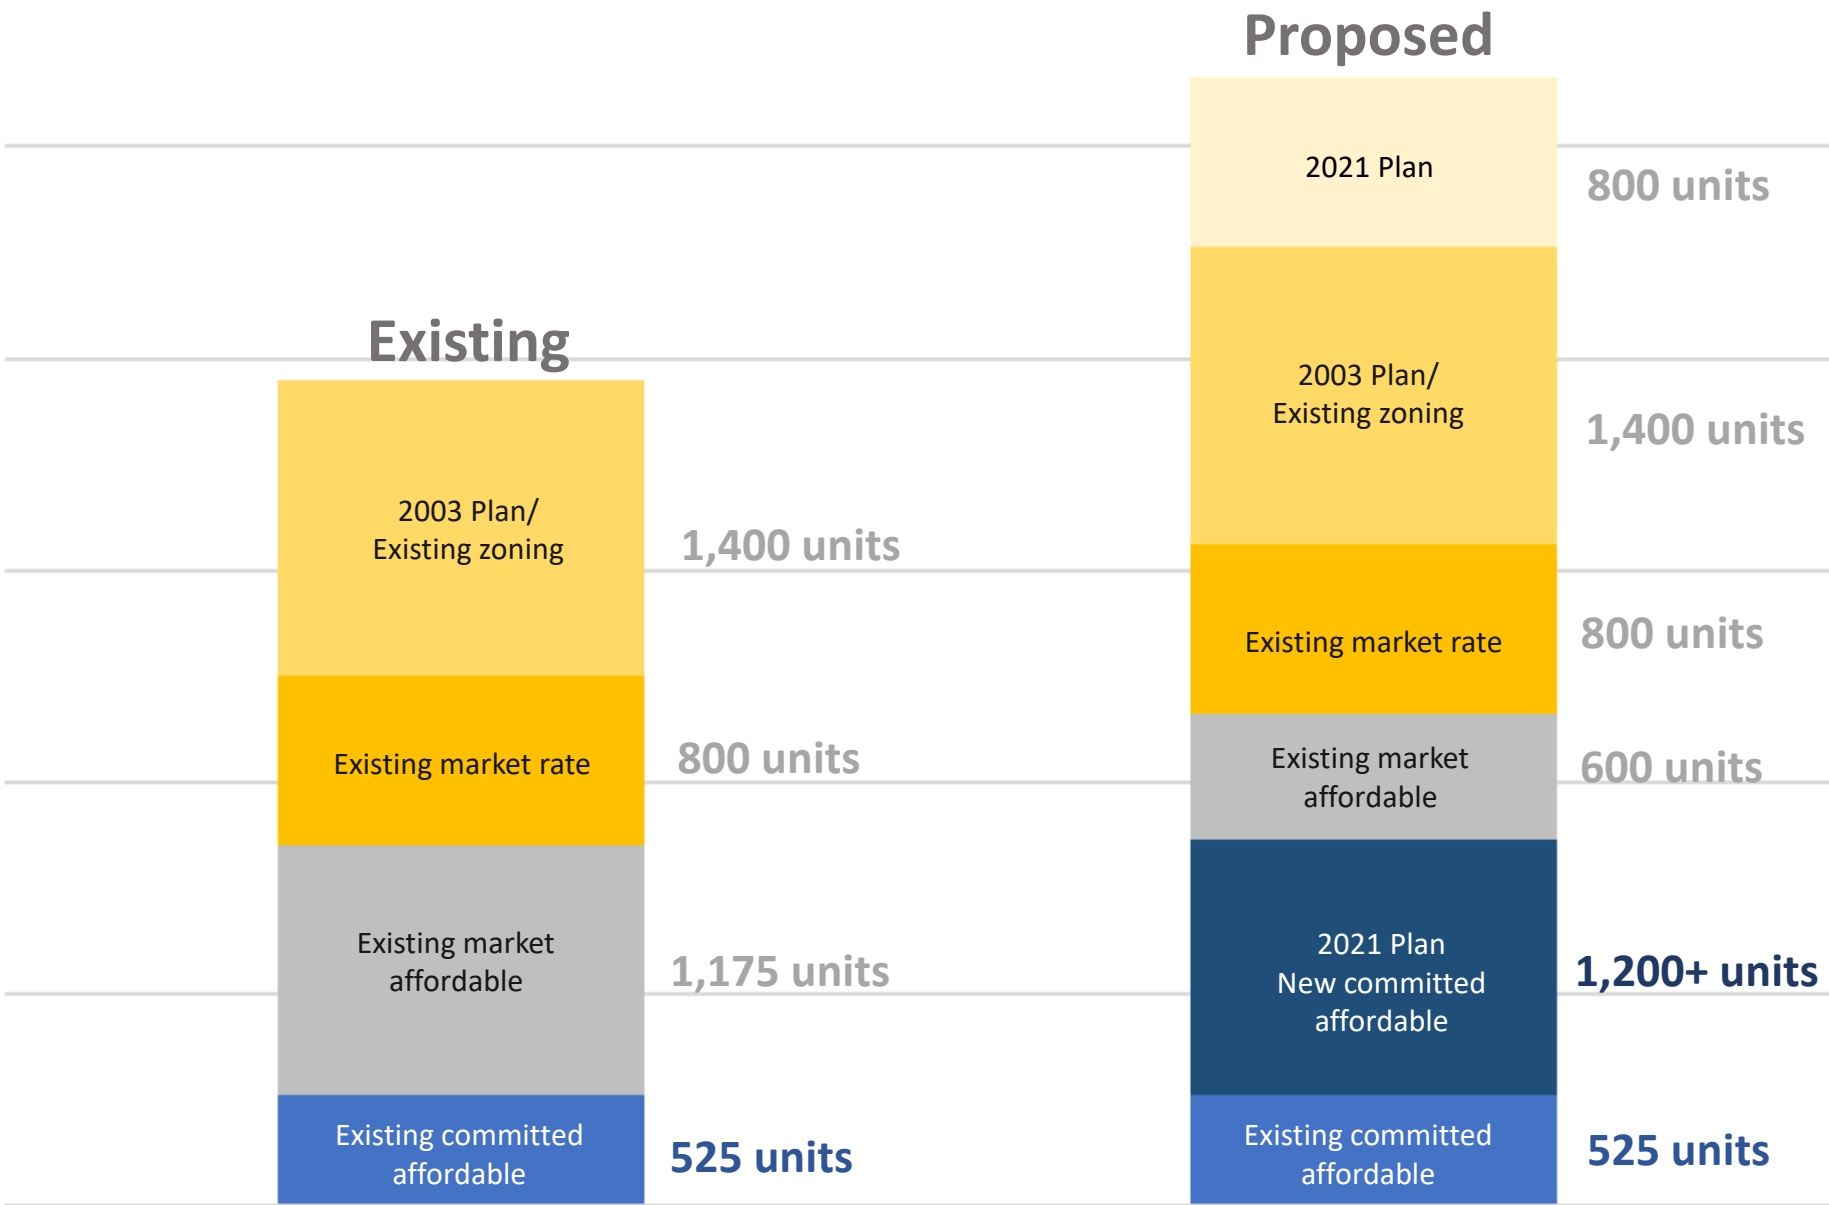 Proposed
2021 Plan
800 units
2003 Plan/
Existing zoning
1,400 units
Existing market rate
800 units
Existing market
affordable
600 units
2021 Plan
New committed
affordable
1,200+ units
Existing committed
affordable
525 units
Existing
2003 Plan/
Existing zoning
1,400 units
Existing market rate
800 units
Existing market
affordable
1,175 units
Existing committed
affordable
525 units